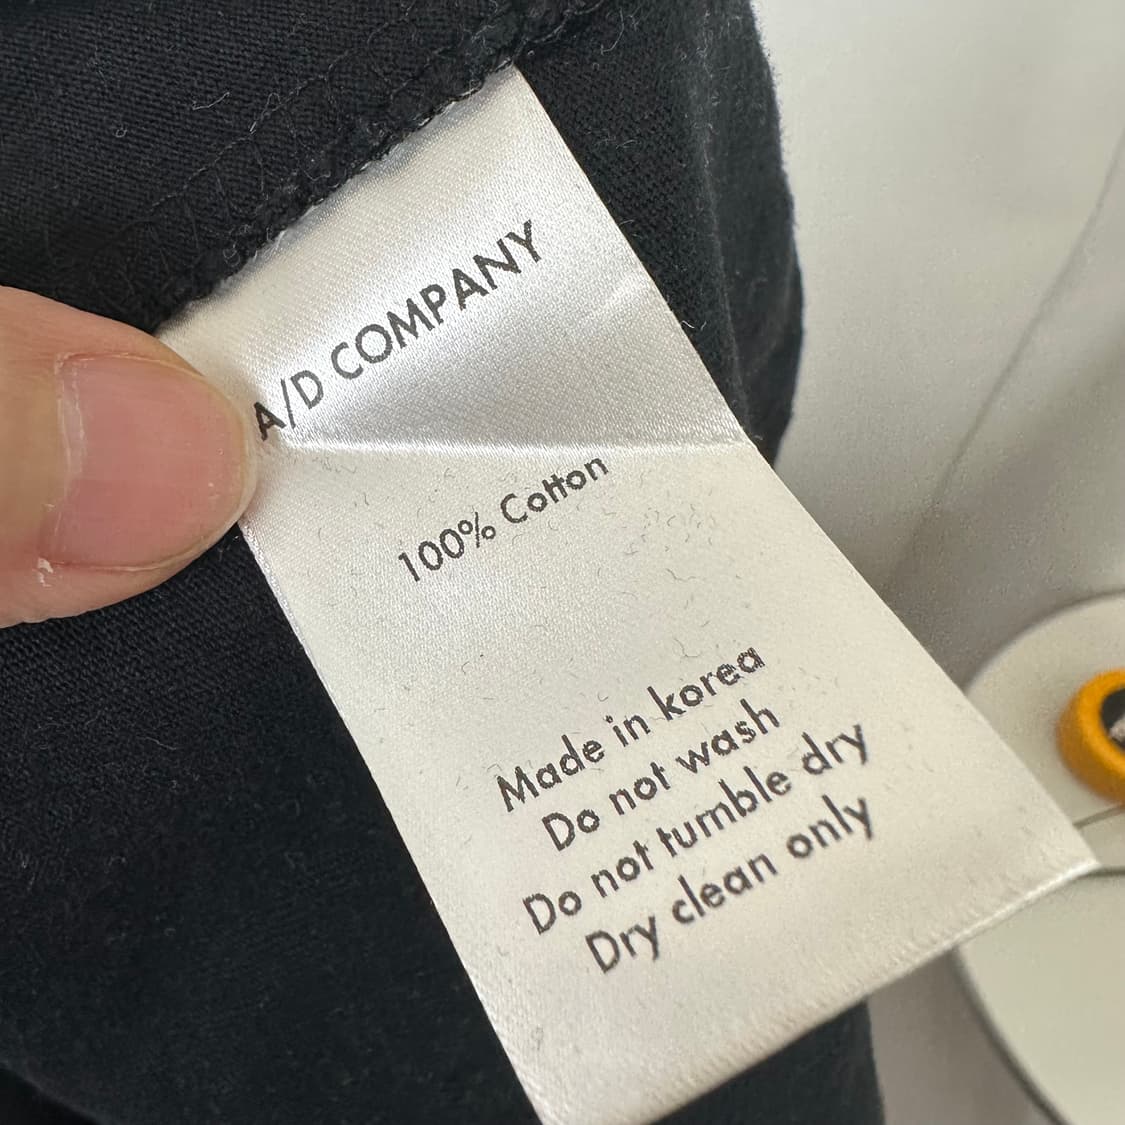 A/D COMPANY
100% Cotton
Made in korea
Do not wash
Do not tumble dry
Dry clean only